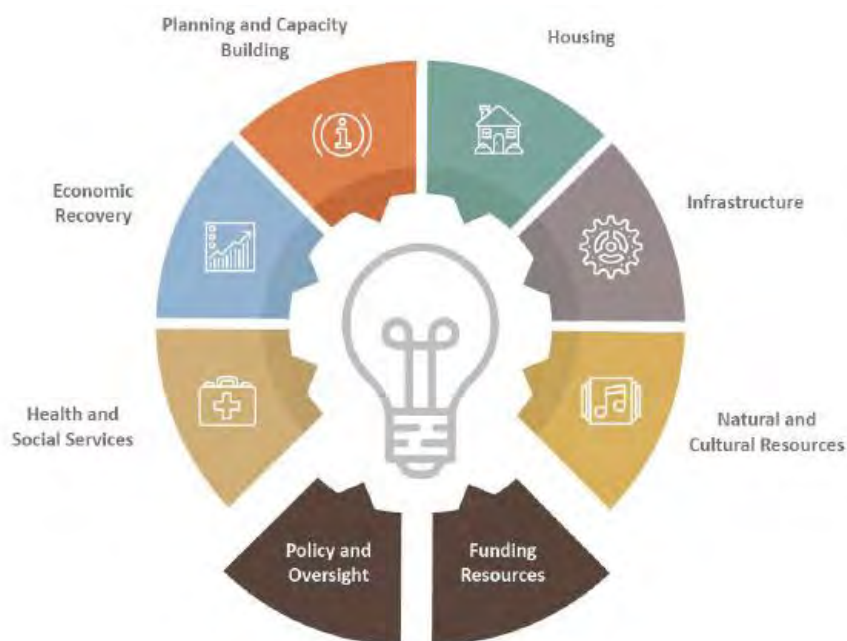 Planning and Capacity
Building
Housing
Economic
Recovery
Infrastructure
Health and
Social Services
Natural and
Cultural Resources
Policy and
Oversight
Funding
Resources